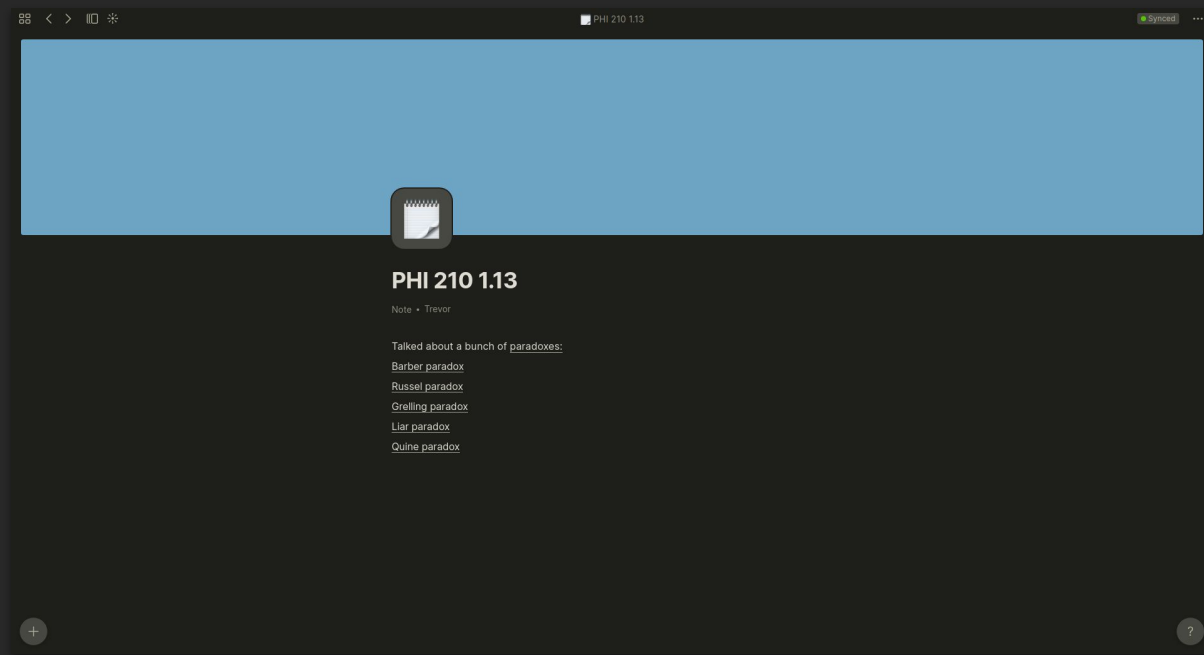 PHI 210 1.13
Synced
PHI 210 1.13
Note • Trevor
Talked about a bunch of paradoxes:
Barber paradox
Russel paradox
Grelling paradox
Liar paradox
Quine paradox
?